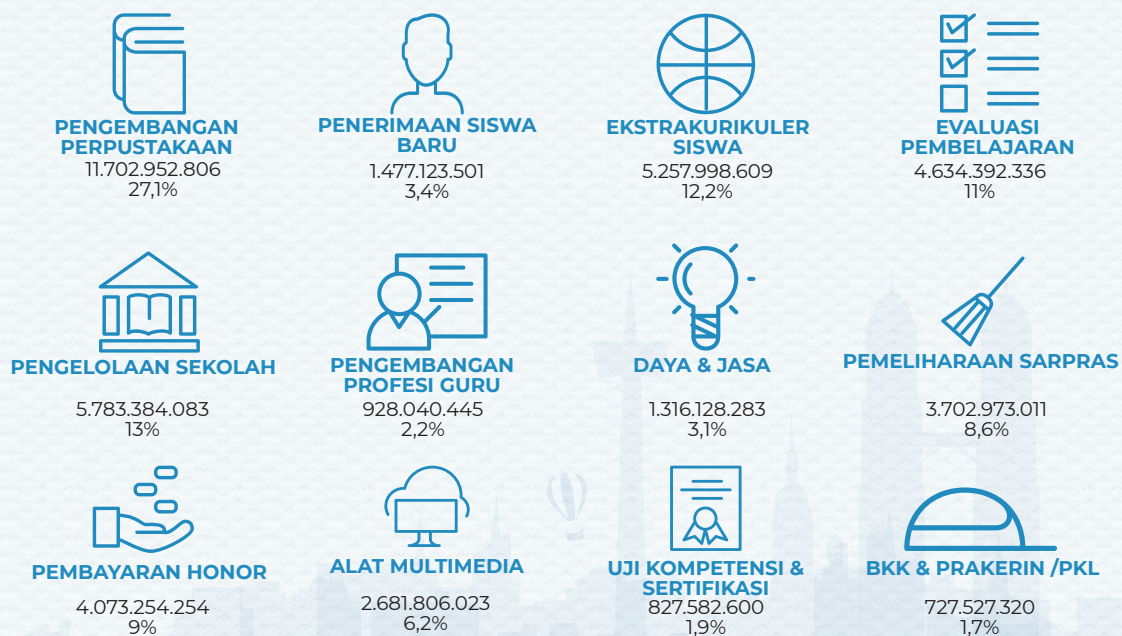 PENGEMBANGAN
PERPUSTAKAAN
11.702.952.806
27,1%
PENERIMAAN SISWA
BARU
1.477.123.501
3,4%
EKSTRAKURIKULER
SISWA
5.257.998.609
12,2%
EVALUASI
PEMBELAJARAN
4.634.392.336
11%
PENGELOLAAN SEKOLAH
5.783.384.083
13%
PENGEMBANGAN
PROFESI GURU
928.040.445
2,2%
DAYA & JASA
1.316.128.283
3,1%
PEMELIHARAAN SARPRAS
3.702.973.011
8,6%
PEMBAYARAN HONOR
4.073.254.254
9%
ALAT MULTIMEDIA
2.681.806.023
6,2%
UJI KOMPETENSI &
SERTIFIKASI
827.582.600
1,9%
BKK & PRAKERIN /PKL
727.527.320
1,7%